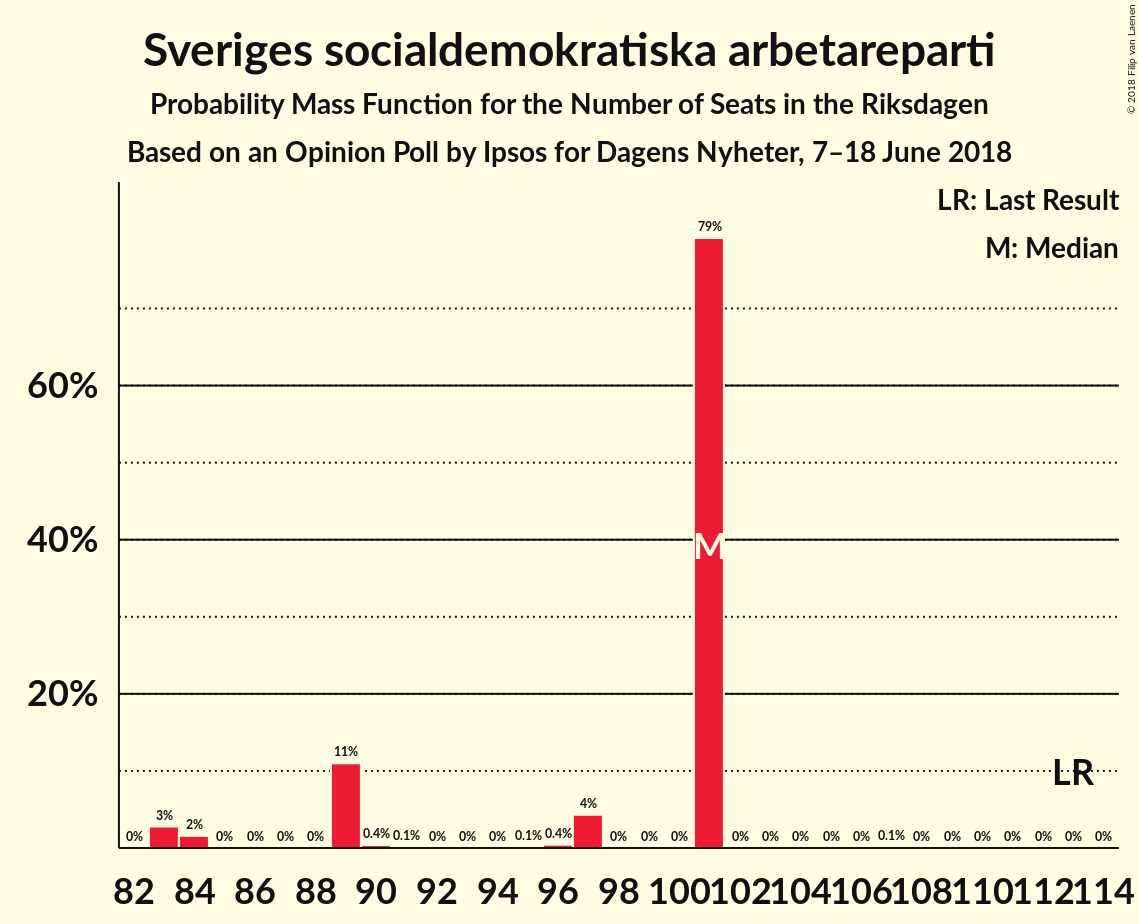 Sveriges socialdemokratiska arbetareparti
Probability Mass Function for the Number of Seats in the Riksdagen
Based on an Opinion Poll by Ipsos for Dagens Nyheter, 7–18 June 2018
© 2018 Filip van Laenen
LR: Last Result
M: Median
60%
40%
20%
0% 3% 2% 0% 0% 0% 0% 11% 0.4% 0.1% 0% 0% 0% 0.1% 0.4% 4% 0% 0% 0% 79% 0% 0% 0% 0% 0% 0.1% 0% 0% 0% 0% 0% 0% 0%
M
LR
82 84 86 88 90 92 94 96 98 100 102 104 106 108 110 112 114